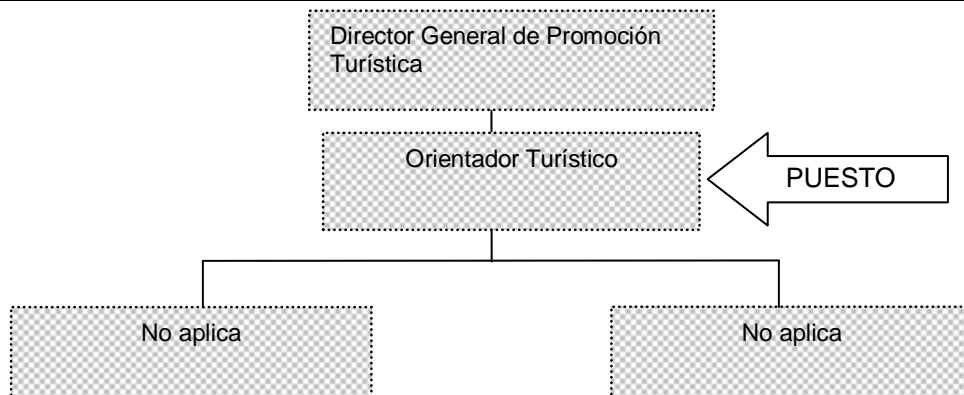 Director General de Promoción
Turística
Orientador Turístico
PUESTO
No aplica
No aplica